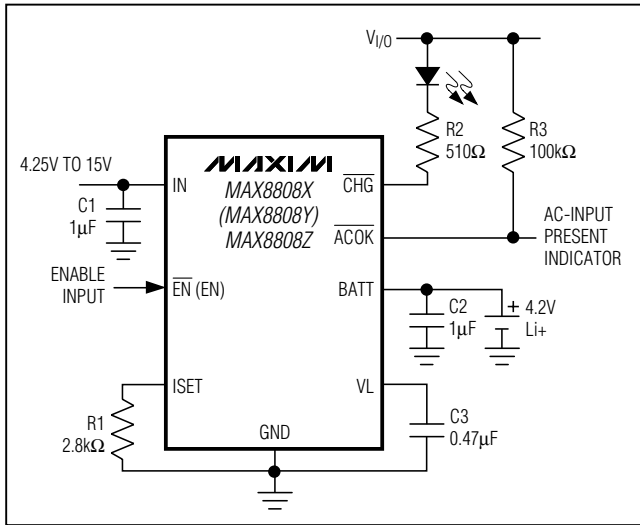 V_I/O
R2
510Ω
R3
100kΩ
4.25V TO 15V
IN
MAXIM
MAX8808X
(MAX8808Y)
MAX8808Z
CHG
C1
1µF
ACOK
AC-INPUT
PRESENT
INDICATOR
ENABLE
INPUT
EN (EN)
BATT
C2
1µF
+ 4.2V
Li+
ISET
VL
R1
2.8kΩ
GND
C3
0.47µF